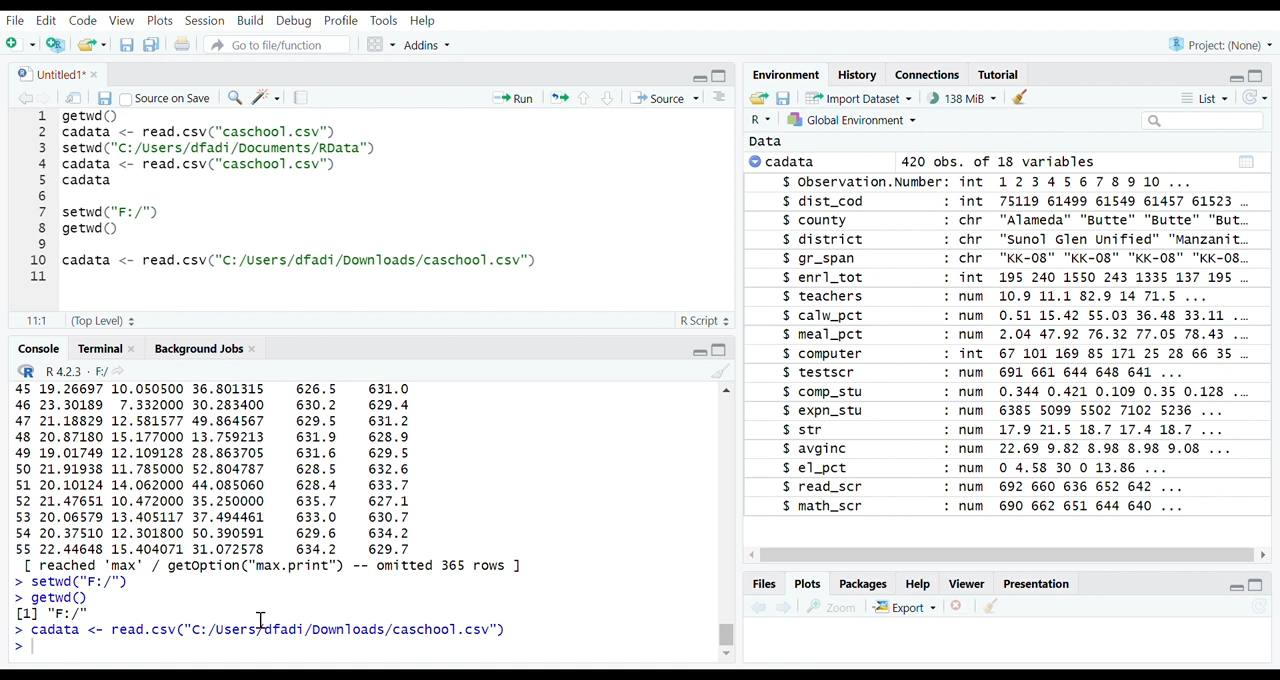 File Edit Code View Plots Session Build Debug Profile Tools Help
Go to file/function Addins Project: (None)
Untitled1*
Source on Save Run Source
1 getwd()
2 cadata <- read.csv("caschool.csv")
3 setwd("C:/Users/dfadi/Documents/RData")
4 cadata <- read.csv("caschool.csv")
5 cadata
6
7 setwd("F:/")
8 getwd()
9
10 cadata <- read.csv("C:/Users/dfadi/Downloads/caschool.csv")
11
11:1 (Top Level) R Script
Console Terminal Background Jobs
R 4.2.3 · F:/
45 19.26697 10.050500 36.801315 626.5 631.0
46 23.30189 7.332000 30.283400 630.2 629.4
47 21.18829 12.581577 49.864567 629.5 631.2
48 20.87180 15.177000 13.759213 631.9 628.9
49 19.01749 12.109128 28.863705 631.6 629.5
50 21.91938 11.785000 52.804787 628.5 632.6
51 20.10124 14.062000 44.085060 628.4 633.7
52 21.47651 10.472000 35.250000 635.7 627.1
53 20.06579 13.405117 37.494461 633.0 630.7
54 20.37510 12.301800 50.390591 629.6 634.2
55 22.44648 15.404071 31.072578 634.2 629.7
[ reached 'max' / getOption("max.print") -- omitted 365 rows ]
> setwd("F:/")
> getwd()
[1] "F:/"
> cadata <- read.csv("C:/Users/dfadi/Downloads/caschool.csv")
>
Environment History Connections Tutorial
Import Dataset 138 MiB List
R Global Environment
Data
cadata 420 obs. of 18 variables
$ Observation.Number: int 1 2 3 4 5 6 7 8 9 10 ...
$ dist_cod : int 75119 61499 61549 61457 61523 …
$ county : chr "Alameda" "Butte" "Butte" "But…
$ district : chr "Sunol Glen Unified" "Manzanit…
$ gr_span : chr "KK-08" "KK-08" "KK-08" "KK-08…
$ enrl_tot : int 195 240 1550 243 1335 137 195 …
$ teachers : num 10.9 11.1 82.9 14 71.5 ...
$ calw_pct : num 0.51 15.42 55.03 36.48 33.11 .…
$ meal_pct : num 2.04 47.92 76.32 77.05 78.43 .…
$ computer : int 67 101 169 85 171 25 28 66 35 …
$ testscr : num 691 661 644 648 641 ...
$ comp_stu : num 0.344 0.421 0.109 0.35 0.128 .…
$ expn_stu : num 6385 5099 5502 7102 5236 ...
$ str : num 17.9 21.5 18.7 17.4 18.7 ...
$ avginc : num 22.69 9.82 8.98 8.98 9.08 ...
$ el_pct : num 0 4.58 30 0 13.86 ...
$ read_scr : num 692 660 636 652 642 ...
$ math_scr : num 690 662 651 644 640 ...
Files Plots Packages Help Viewer Presentation
Zoom Export